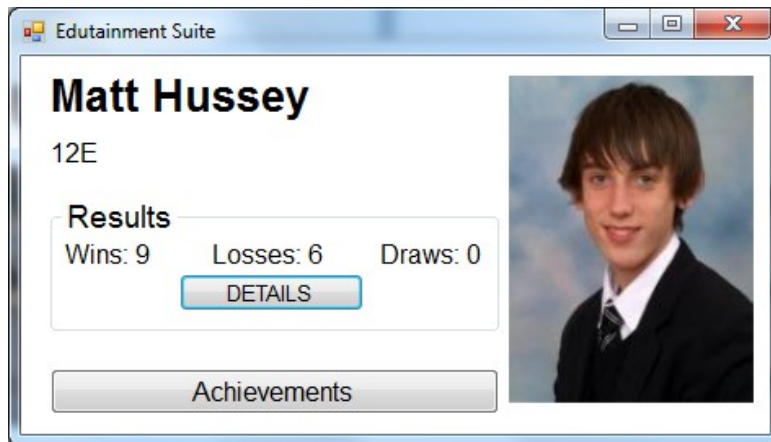 Edutainment Suite
Matt Hussey
12E
Results
Wins: 9 Losses: 6 Draws: 0
DETAILS
Achievements